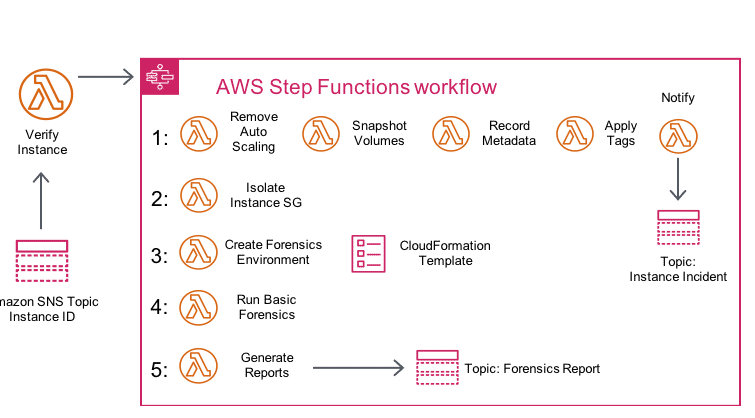 AWS Step Functions workflow
Verify
Instance
Notify
1:
Remove
Auto
Scaling
Snapshot
Volumes
Record
Metadata
Apply
Tags
2:
Isolate
Instance SG
3:
Create Forensics
Environment
CloudFormation
Template
Topic:
Instance Incident
mazon SNS Topic
Instance ID
4:
Run Basic
Forensics
5:
Generate
Reports
Topic: Forensics Report